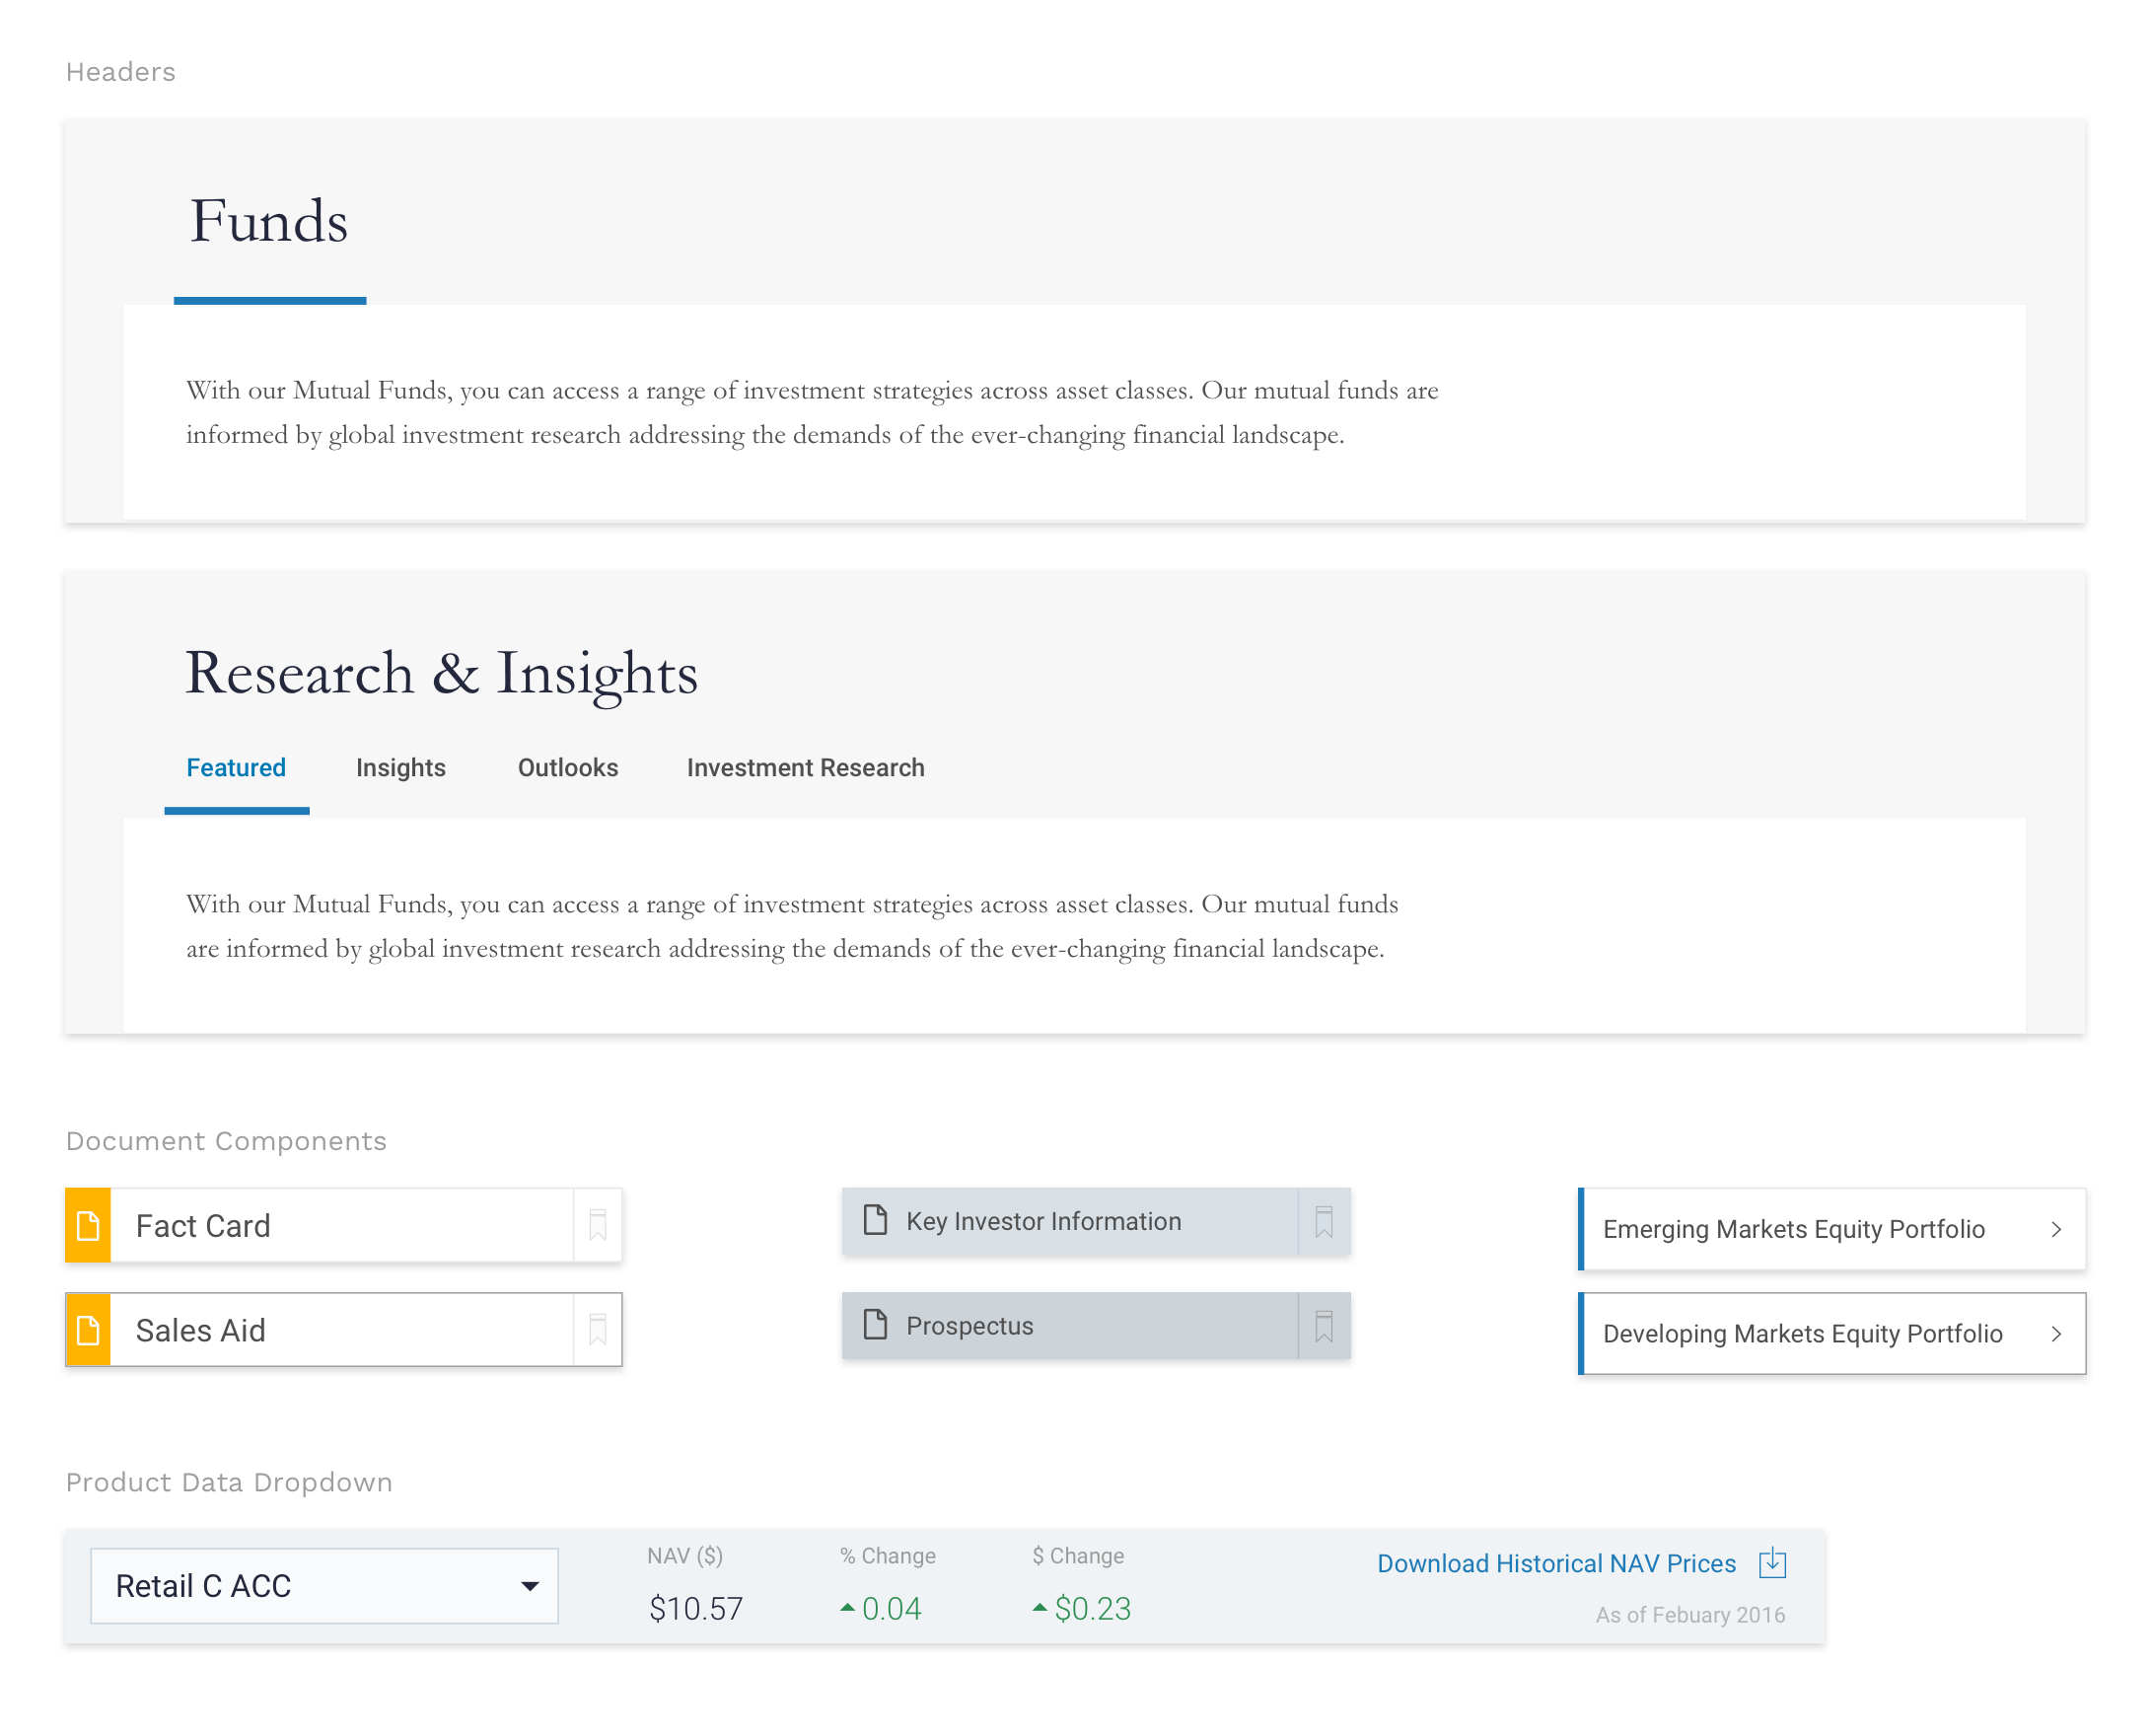 Headers
Funds
With our Mutual Funds, you can access a range of investment strategies across asset classes. Our mutual funds are
informed by global investment research addressing the demands of the ever-changing financial landscape.
Research & Insights
Featured Insights Outlooks Investment Research
With our Mutual Funds, you can access a range of investment strategies across asset classes. Our mutual funds
are informed by global investment research addressing the demands of the ever-changing financial landscape.
Document Components
Fact Card
Key Investor Information
Emerging Markets Equity Portfolio
Sales Aid
Prospectus
Developing Markets Equity Portfolio
Product Data Dropdown
Retail C ACC
NAV ($)
$10.57
% Change
0.04
$ Change
$0.23
Download Historical NAV Prices
As of Febuary 2016